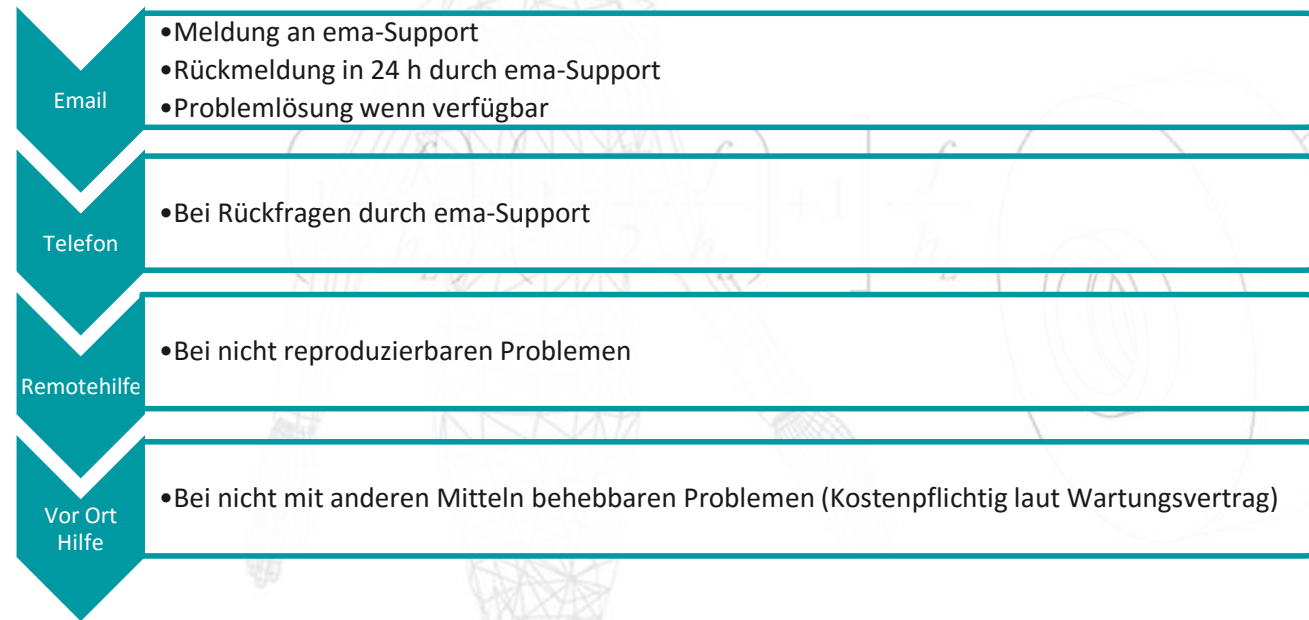 Email
•Meldung an ema-Support
•Rückmeldung in 24 h durch ema-Support
•Problemlösung wenn verfügbar
Telefon
•Bei Rückfragen durch ema-Support
Remotehilfe
•Bei nicht reproduzierbaren Problemen
Vor Ort
Hilfe
•Bei nicht mit anderen Mitteln behebbaren Problemen (Kostenpflichtig laut Wartungsvertrag)